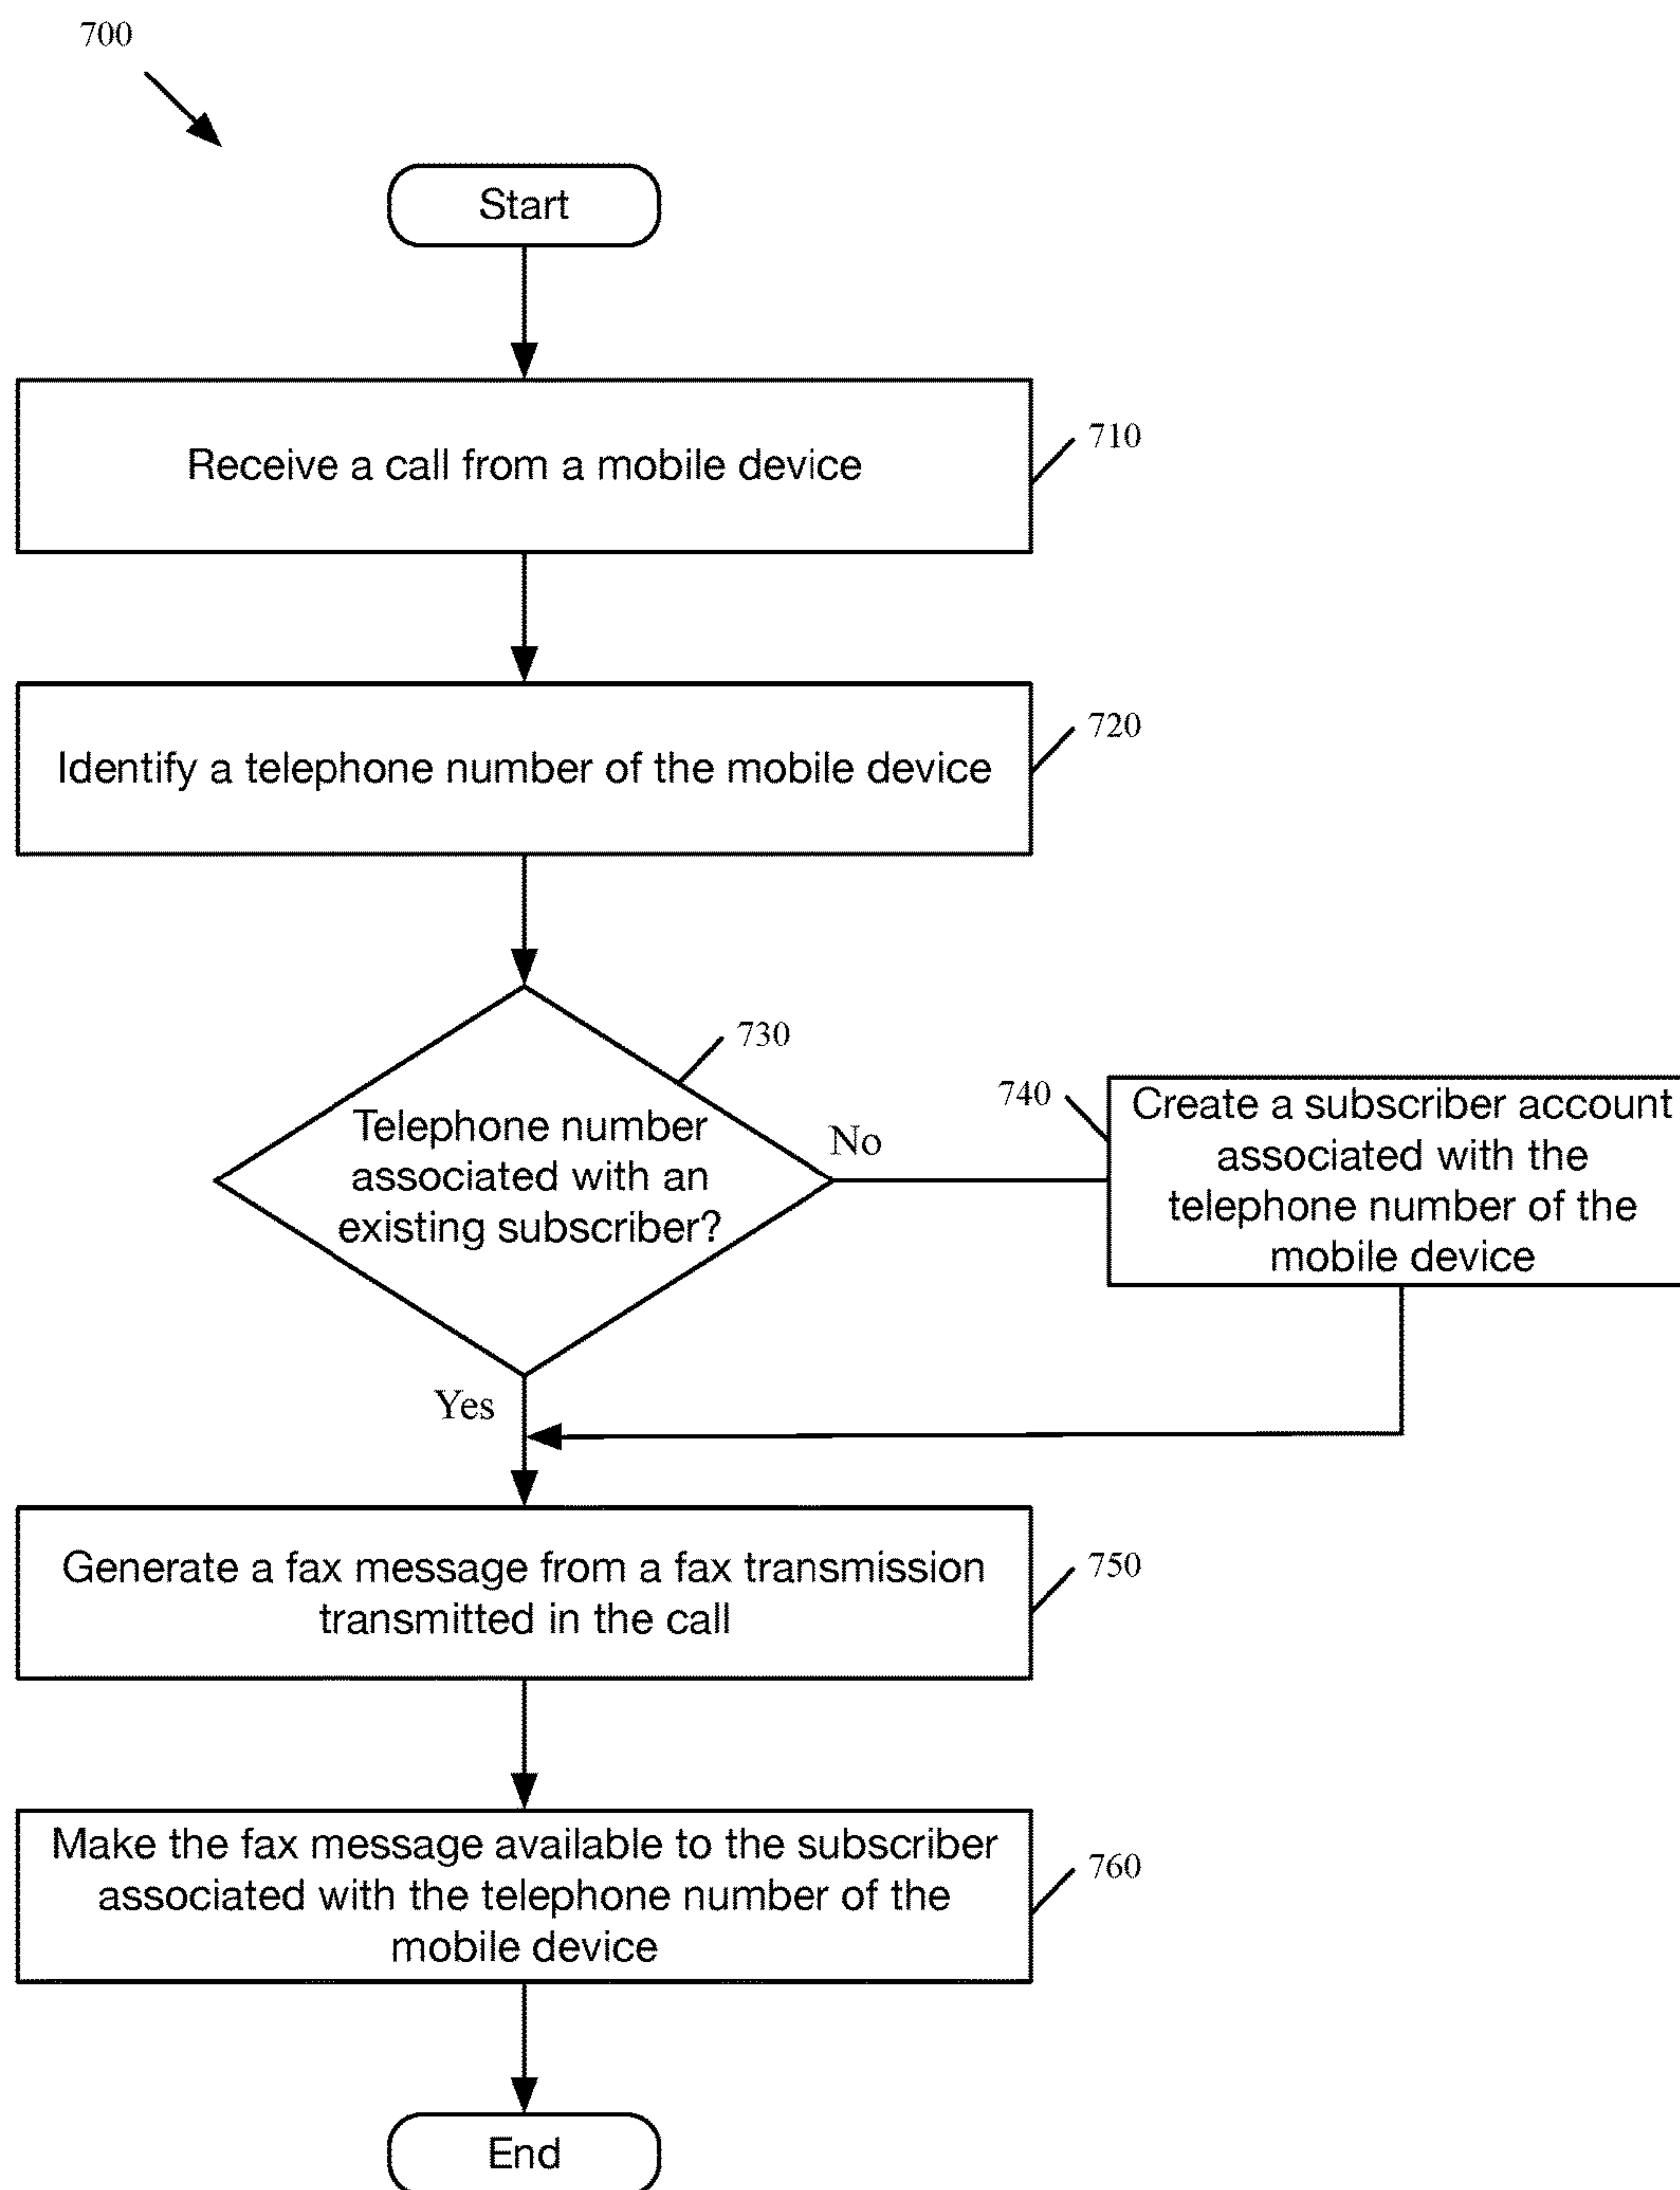 700
Start
Receive a call from a mobile device
710
Identify a telephone number of the mobile device
720
730
Telephone number
associated with an
existing subscriber?
No
740
Create a subscriber account
associated with the
telephone number of the
mobile device
Yes
Generate a fax message from a fax transmission
transmitted in the call
750
Make the fax message available to the subscriber
associated with the telephone number of the
mobile device
760
End